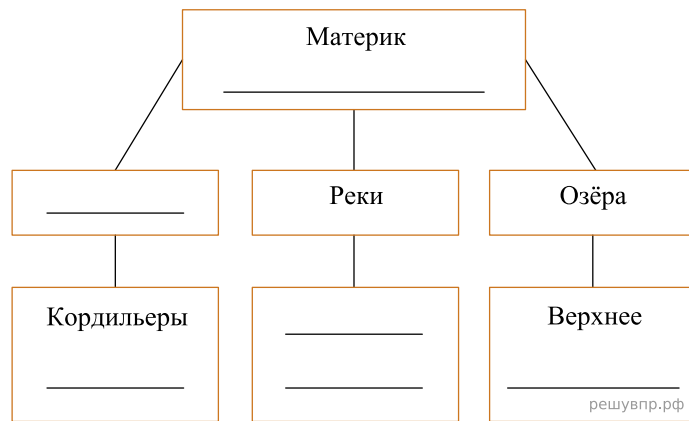 Материк
Реки
Озёра
Кордильеры
Верхнее
решувпр.рф